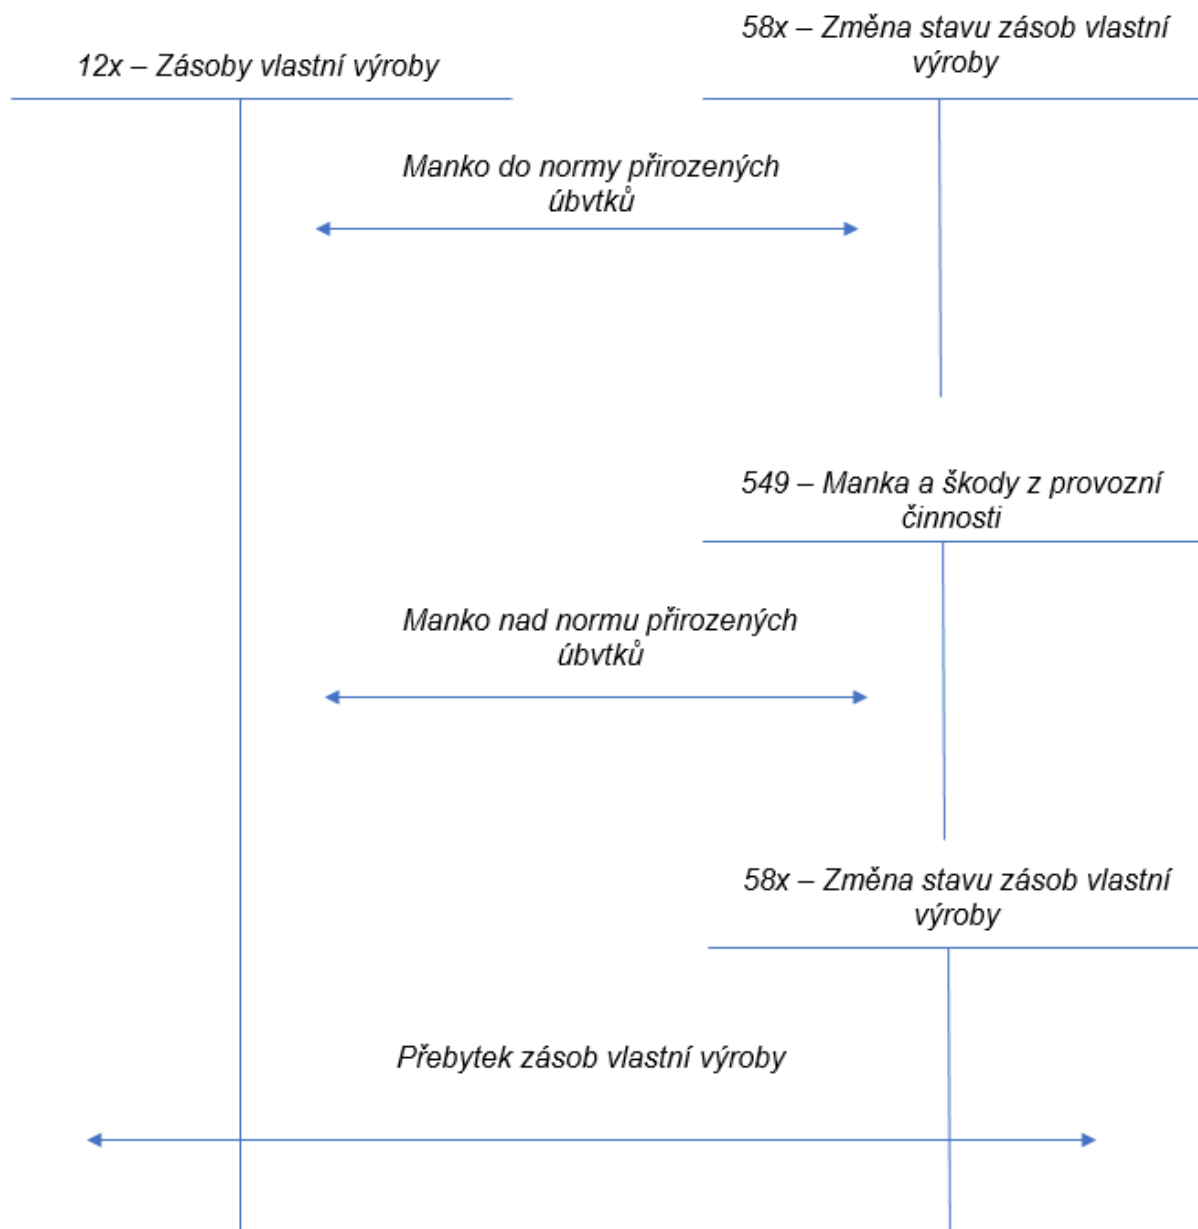 12x – Zásoby vlastní výroby
58x – Změna stavu zásob vlastní
výroby
Manko do normy přirozených
úbvtků
549 – Manka a škody z provozní
činnosti
Manko nad normu přirozených
úbvtků
58x – Změna stavu zásob vlastní
výroby
Přebytek zásob vlastní výroby